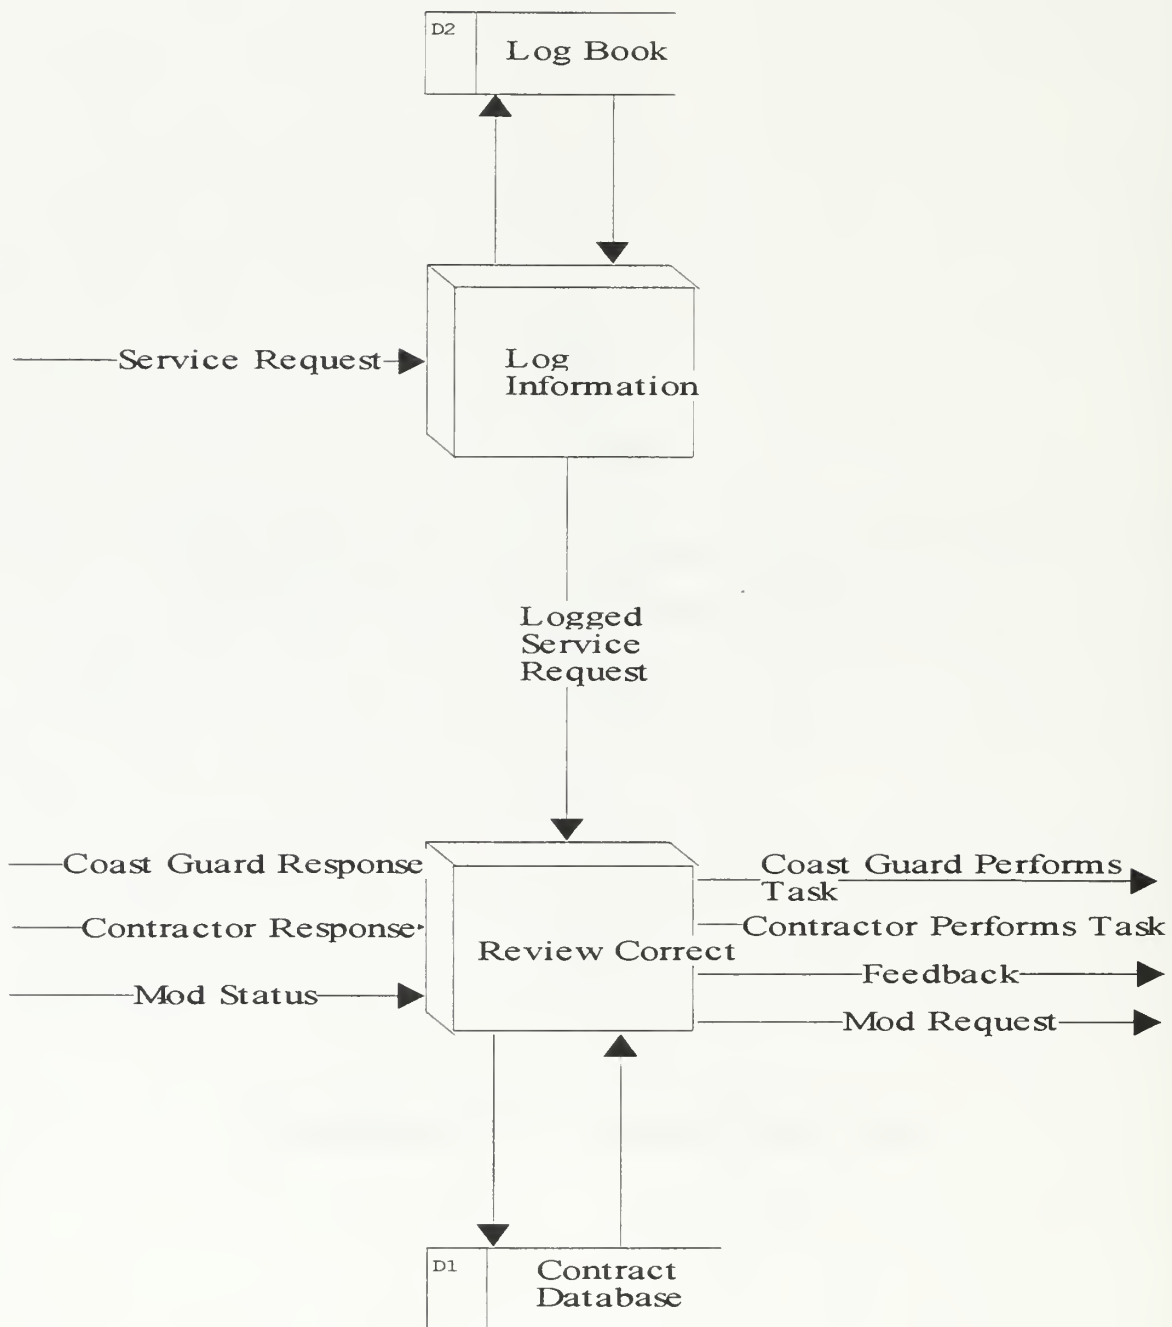 D2
Log Book
Service Request
Log
Information
Logged
Service
Request
Coast Guard Response
Contractor Response
Mod Status
Review Correct
Coast Guard Performs
Task
Contractor Performs Task
Feedback
Mod Request
D1
Contract
Database